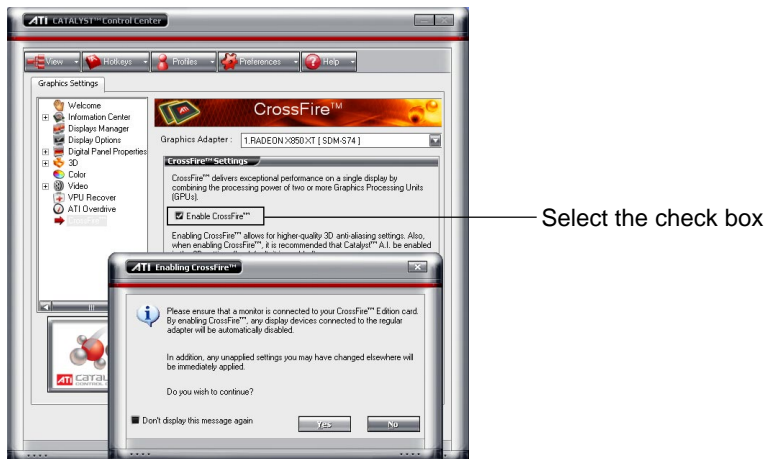 ATI CATALYST™ Control Center
View
Hotkeys
Profiles
Preferences
Help
Graphics Settings
Welcome
Information Center
Displays Manager
Display Options
Digital Panel Properties
3D
Color
Video
VPU Recover
ATI Overdrive
CrossFire™
CrossFire™
Graphics Adapter :
1.RADEON X850 XT [ SDM-S74 ]
CrossFire™ Settings
CrossFire™ delivers exceptional performance on a single display by
combining the processing power of two or more Graphics Processing Units
(GPUs).
Enable CrossFire™
Select the check box
Enabling CrossFire™ allows for higher-quality 3D anti-aliasing settings. Also,
when enabling CrossFire™, it is recommended that Catalyst™ A.I. be enabled
ATI Enabling CrossFire™
Please ensure that a monitor is connected to your CrossFire™ Edition card.
By enabling CrossFire™, any display devices connected to the regular
adapter will be automatically disabled.
In addition, any unapplied settings you may have changed elsewhere will
be immediately applied.
Do you wish to continue?
Don't display this message again
Yes
No
ATI CATAL
CONTROL